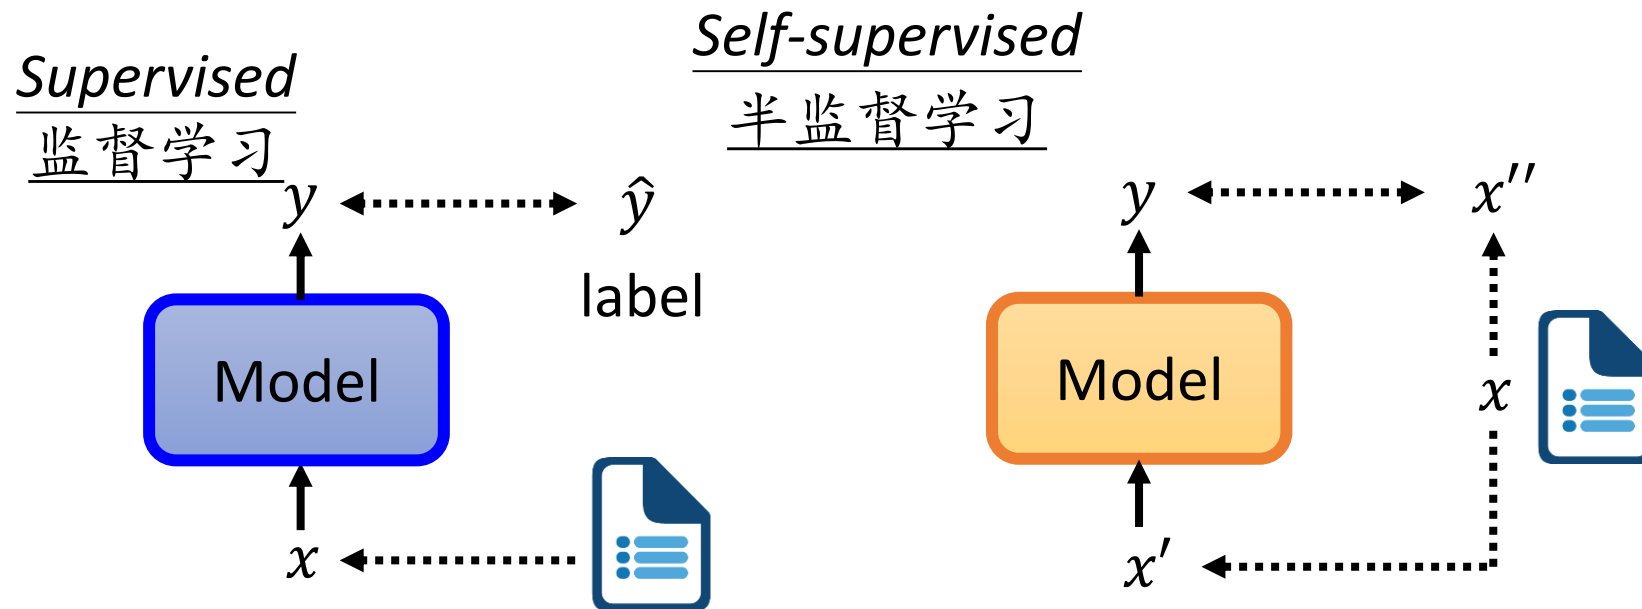 Supervised
监督学习
y
ŷ
label
Model
x
Self-supervised
半监督学习
y
x′′
Model
x
x′